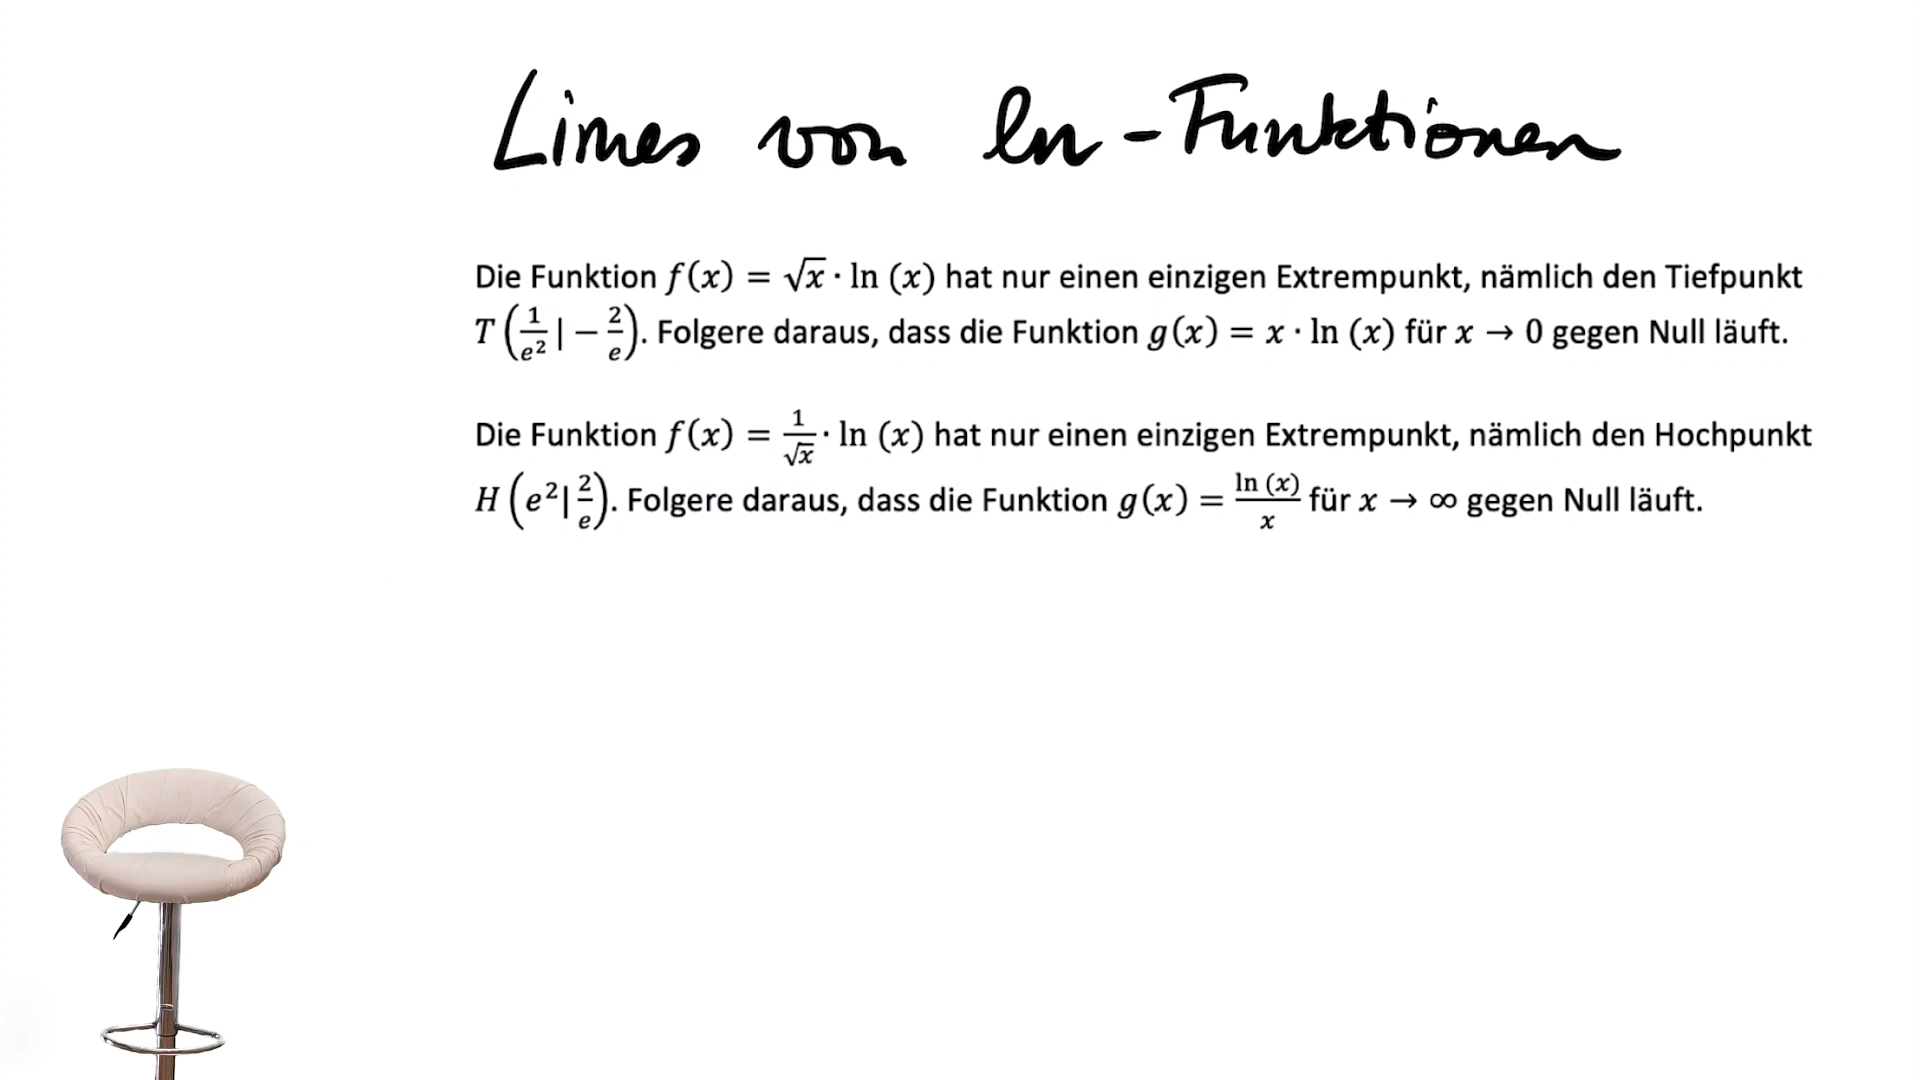 Limes von ln-Funktionen
Die Funktion f(x) = √x · ln (x) hat nur einen einzigen Extrempunkt, nämlich den Tiefpunkt
T (1/e² | − 2/e). Folgere daraus, dass die Funktion g(x) = x · ln (x) für x → 0 gegen Null läuft.
Die Funktion f(x) = 1/√x · ln (x) hat nur einen einzigen Extrempunkt, nämlich den Hochpunkt
H (e² | 2/e). Folgere daraus, dass die Funktion g(x) = ln (x)/x für x → ∞ gegen Null läuft.